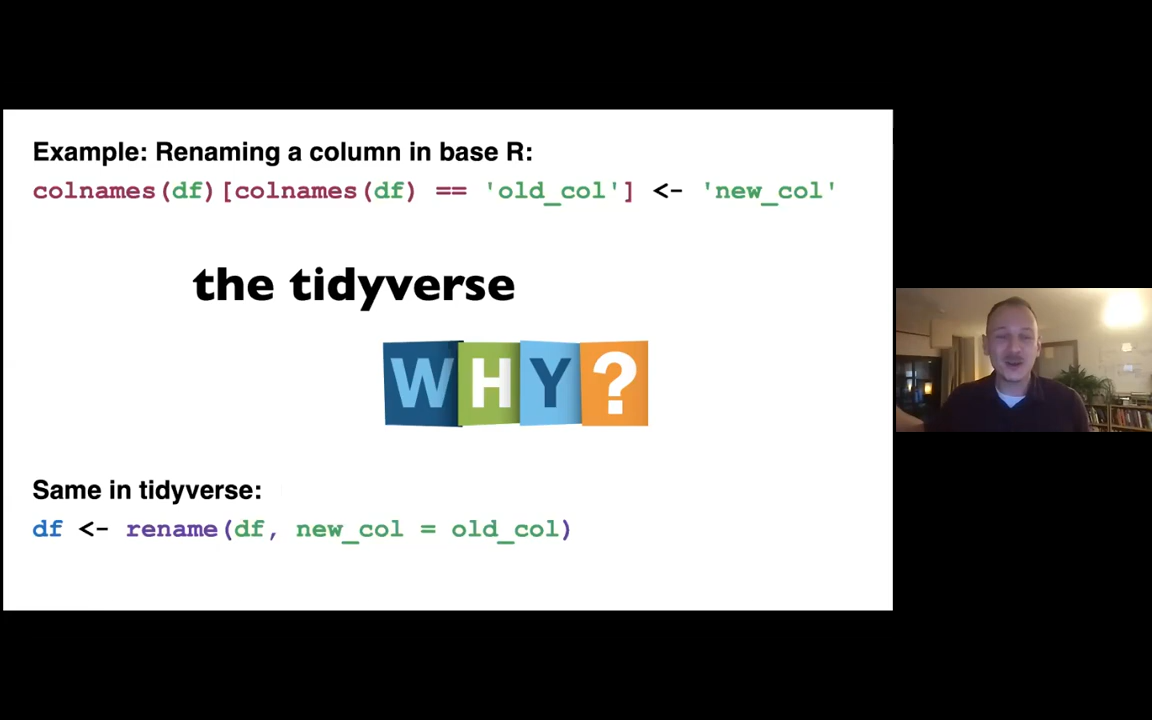 Example: Renaming a column in base R:
colnames(df)[colnames(df) == 'old_col'] <- 'new_col'
the tidyverse
WHY?
Same in tidyverse:
df <- rename(df, new_col = old_col)